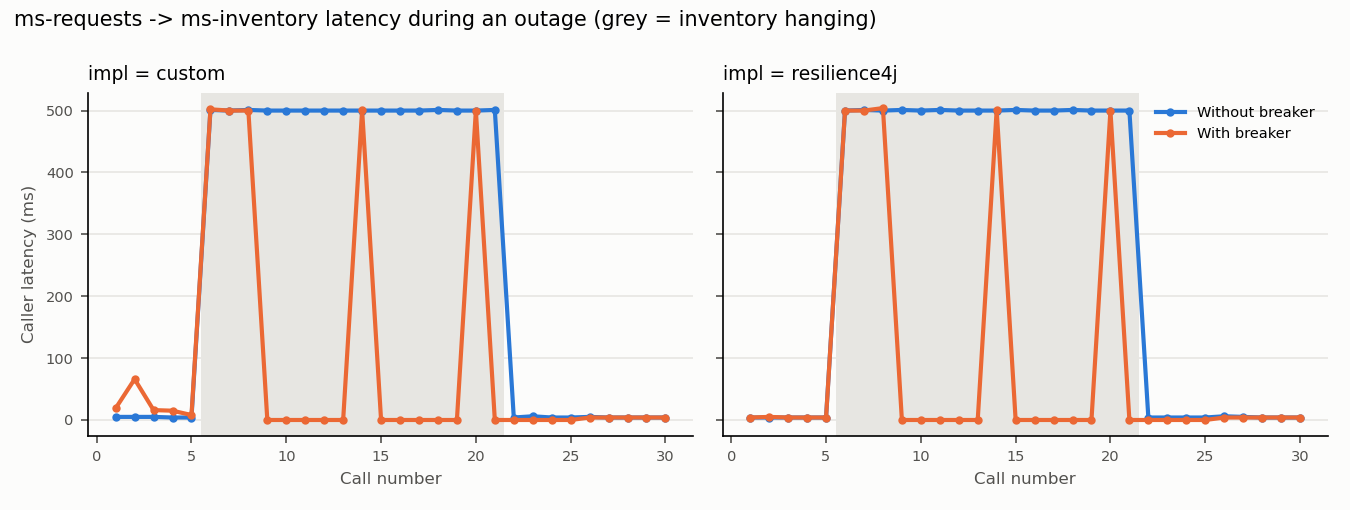 ms-requests -> ms-inventory latency during an outage (grey = inventory hanging)
impl = custom
impl = resilience4j
Without breaker
With breaker
500
400
300
200
100
0
Caller latency (ms)
0 5 10 15 20 25 30
0 5 10 15 20 25 30
Call number
Call number